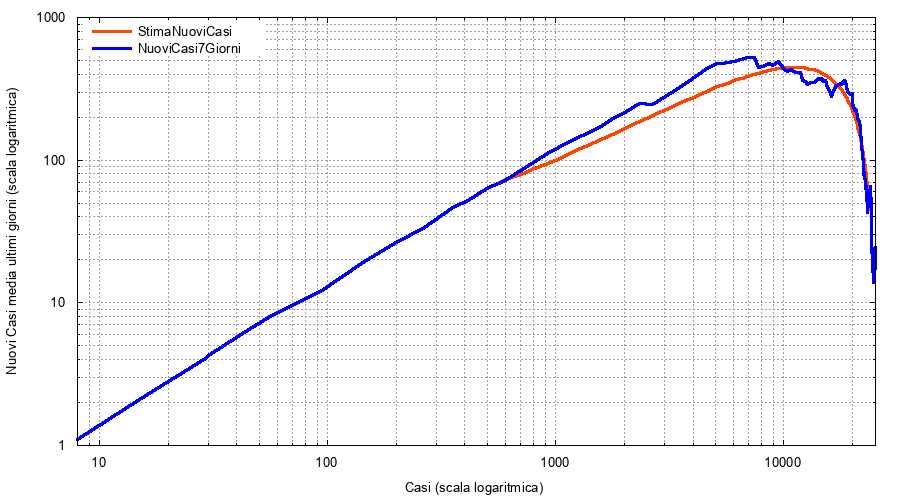 1000
StimaNuoviCasi
NuoviCasi7Giorni
100
10
1
Nuovi Casi media ultimi giorni (scala logaritmica)
10
100
1000
10000
Casi (scala logaritmica)